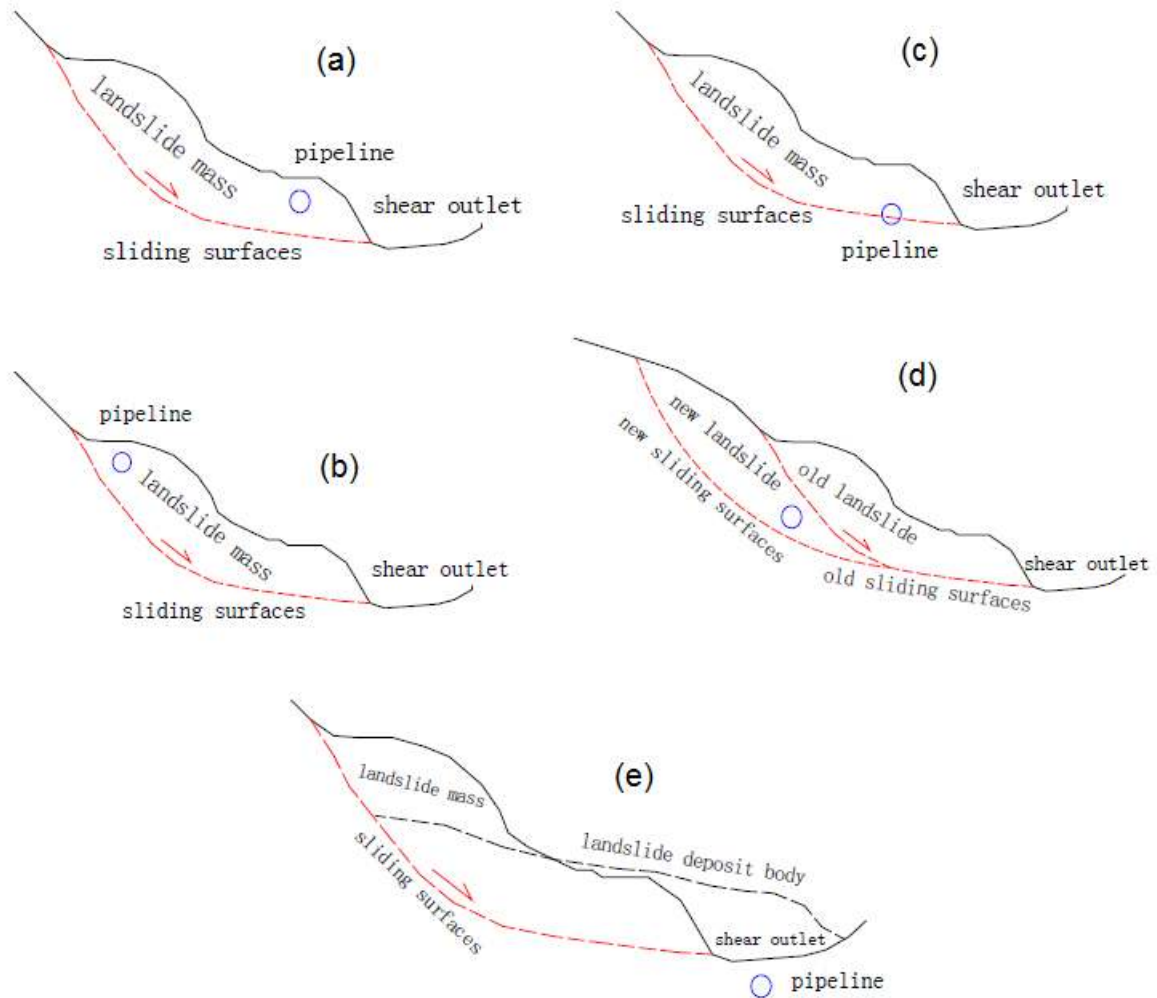 (a)
landslide mass
pipeline
shear outlet
sliding surfaces
(c)
landslide mass
shear outlet
sliding surfaces
pipeline
pipeline
(b)
landslide mass
shear outlet
sliding surfaces
(d)
new landslide
new sliding surfaces
old landslide
shear outlet
old sliding surfaces
(e)
landslide mass
landslide deposit body
sliding surfaces
shear outlet
pipeline